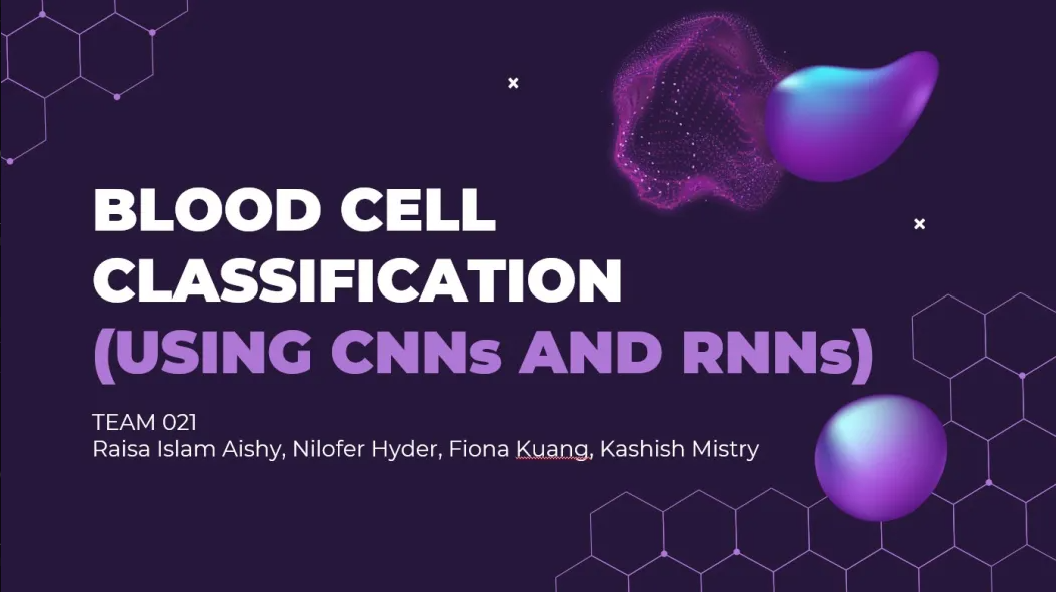 BLOOD CELL
CLASSIFICATION
(USING CNNs AND RNNs)
TEAM 021
Raisa Islam Aishy, Nilofer Hyder, Fiona Kuang, Kashish Mistry